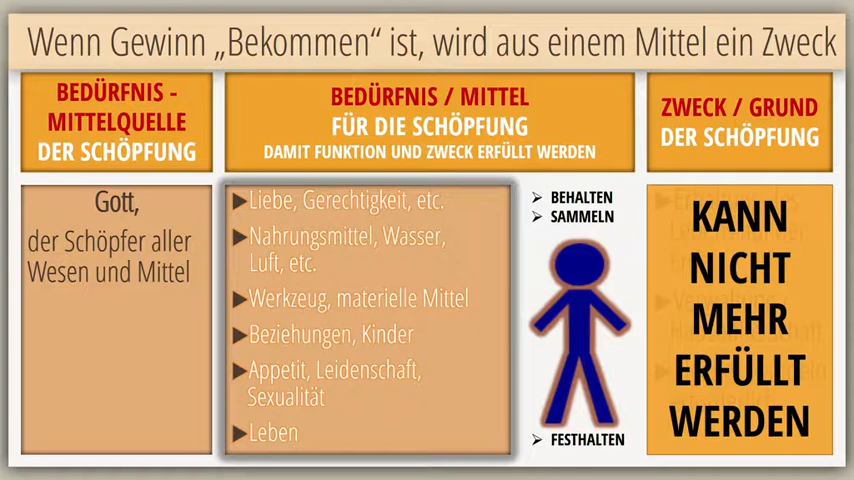 Wenn Gewinn „Bekommen“ ist, wird aus einem Mittel ein Zweck
BEDÜRFNIS -
MITTELQUELLE
DER SCHÖPFUNG
BEDÜRFNIS / MITTEL
FÜR DIE SCHÖPFUNG
DAMIT FUNKTION UND ZWECK ERFÜLLT WERDEN
ZWECK / GRUND
DER SCHÖPFUNG
Gott,
der Schöpfer aller
Wesen und Mittel
Liebe, Gerechtigkeit, etc.
Nahrungsmittel, Wasser,
Luft, etc.
Werkzeug, materielle Mittel
Beziehungen, Kinder
Appetit, Leidenschaft,
Sexualität
Leben
BEHALTEN
SAMMELN
FESTHALTEN
KANN
NICHT
MEHR
ERFÜLLT
WERDEN